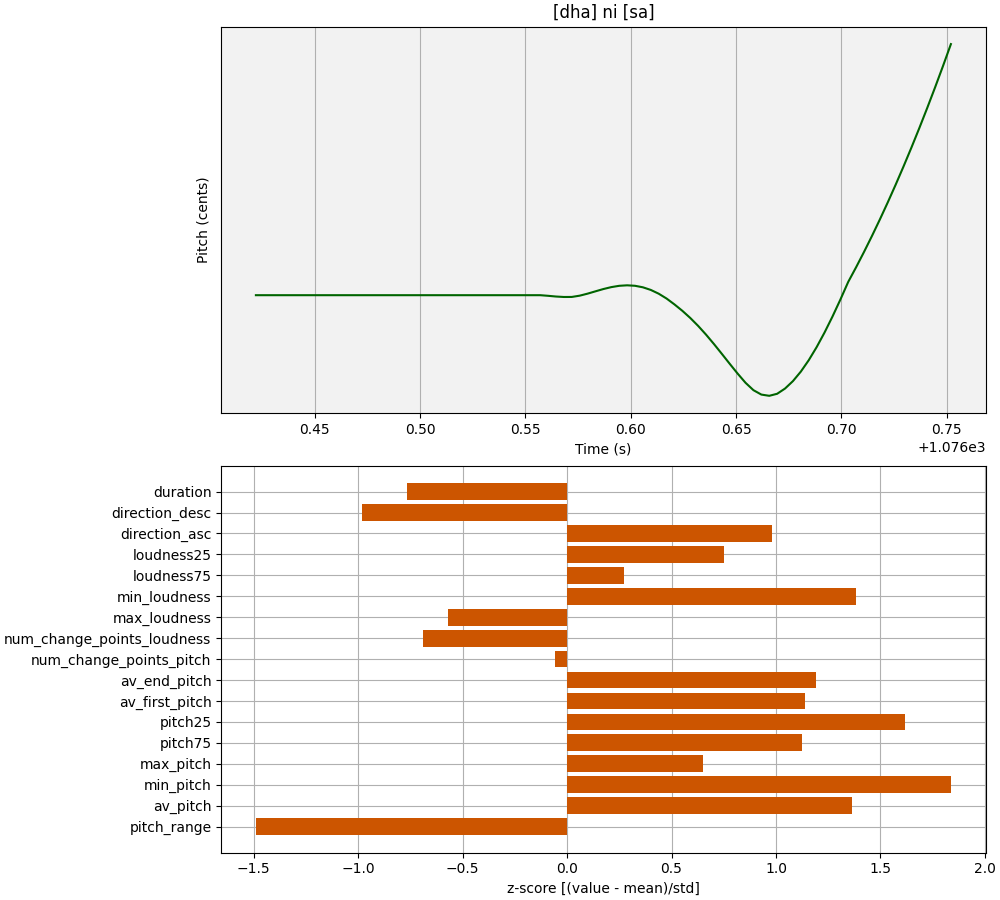 [dha] ni [sa]
Pitch (cents)
0.45 0.50 0.55 0.60 0.65 0.70 0.75
Time (s)
+1.076e3
duration
direction_desc
direction_asc
loudness25
loudness75
min_loudness
max_loudness
num_change_points_loudness
num_change_points_pitch
av_end_pitch
av_first_pitch
pitch25
pitch75
max_pitch
min_pitch
av_pitch
pitch_range
−1.5 −1.0 −0.5 0.0 0.5 1.0 1.5 2.0
z-score [(value - mean)/std]